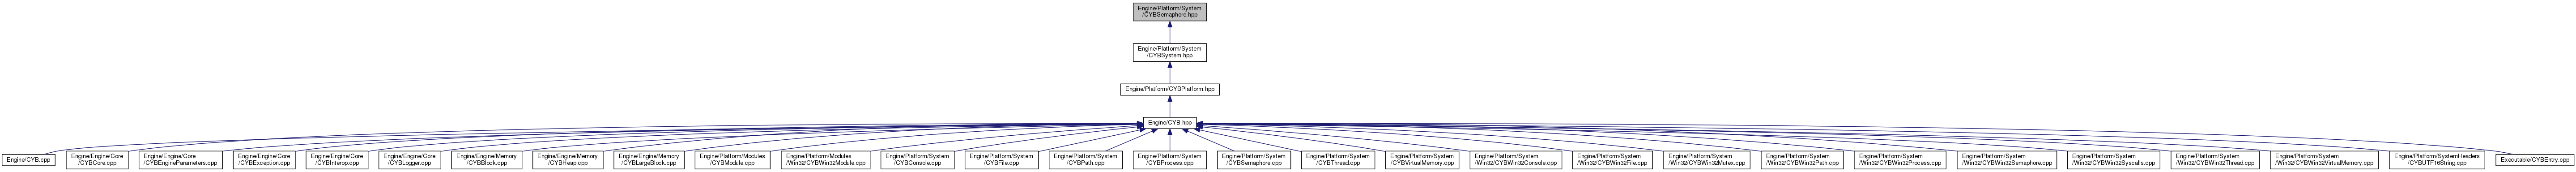 Engine/Platform/System
/CYBSemaphore.hpp
Engine/Platform/System
/CYBSystem.hpp
Engine/Platform/CYBPlatform.hpp
Engine/CYB.hpp
Engine/CYB.cpp
Engine/Engine/Core
/CYBCore.cpp
Engine/Engine/Core
/CYBEngineParameters.cpp
Engine/Engine/Core
/CYBException.cpp
Engine/Engine/Core
/CYBInterop.cpp
Engine/Engine/Core
/CYBLogger.cpp
Engine/Engine/Memory
/CYBBlock.cpp
Engine/Engine/Memory
/CYBHeap.cpp
Engine/Engine/Memory
/CYBLargeBlock.cpp
Engine/Platform/Modules
/CYBModule.cpp
Engine/Platform/Modules
/Win32/CYBWin32Module.cpp
Engine/Platform/System
/CYBConsole.cpp
Engine/Platform/System
/CYBFile.cpp
Engine/Platform/System
/CYBPath.cpp
Engine/Platform/System
/CYBProcess.cpp
Engine/Platform/System
/CYBSemaphore.cpp
Engine/Platform/System
/CYBThread.cpp
Engine/Platform/System
/CYBVirtualMemory.cpp
Engine/Platform/System
/Win32/CYBWin32Console.cpp
Engine/Platform/System
/Win32/CYBWin32File.cpp
Engine/Platform/System
/Win32/CYBWin32Mutex.cpp
Engine/Platform/System
/Win32/CYBWin32Path.cpp
Engine/Platform/System
/Win32/CYBWin32Process.cpp
Engine/Platform/System
/Win32/CYBWin32Semaphore.cpp
Engine/Platform/System
/Win32/CYBWin32Syscalls.cpp
Engine/Platform/System
/Win32/CYBWin32Thread.cpp
Engine/Platform/System
/Win32/CYBWin32VirtualMemory.cpp
Engine/Platform/SystemHeaders
/CYBUTF16String.cpp
Executable/CYBEntry.cpp